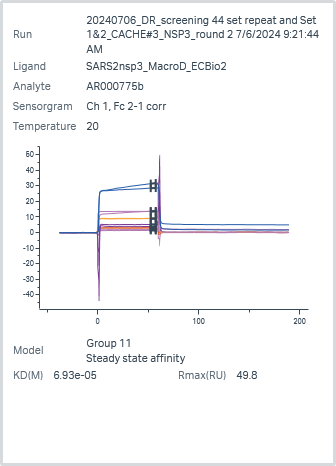 Run 20240706_DR_screening 44 set repeat and Set
1&2_CACHE#3_NSP3_round 2 7/6/2024 9:21:44
AM
Ligand SARS2nsp3_MacroD_ECBio2
Analyte AR000775b
Sensorgram Ch 1, Fc 2-1 corr
Temperature 20
50
40
30
20
10
0
-10
-20
-30
-40
0 100 200
Model Group 11
Steady state affinity
KD(M) 6.93e-05 Rmax(RU) 49.8